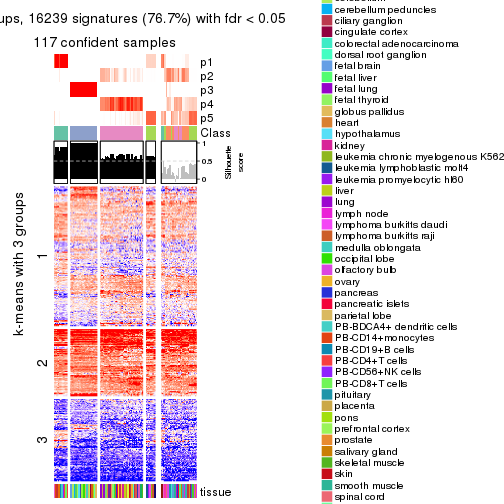 ups, 16239 signatures (76.7%) with fdr < 0.05
117 confident samples
p1
p2
p3
p4
p5
Class
1
0.5
0
Silhouette
score
k-means with 3 groups
1
2
3
tissue
cerebellum peduncles
ciliary ganglion
cingulate cortex
colorectal adenocarcinoma
dorsal root ganglion
fetal brain
fetal liver
fetal lung
fetal thyroid
globus pallidus
heart
hypothalamus
kidney
leukemia chronic myelogenous K562
leukemia lymphoblastic molt4
leukemia promyelocytic hl60
liver
lung
lymph node
lymphoma burkitts daudi
lymphoma burkitts raji
medulla oblongata
occipital lobe
olfactory bulb
ovary
pancreas
pancreatic islets
parietal lobe
PB-BDCA4+ dendritic cells
PB-CD14+monocytes
PB-CD19+B cells
PB-CD4+T cells
PB-CD56+NK cells
PB-CD8+T cells
pituitary
placenta
pons
prefrontal cortex
prostate
salivary gland
skeletal muscle
skin
smooth muscle
spinal cord